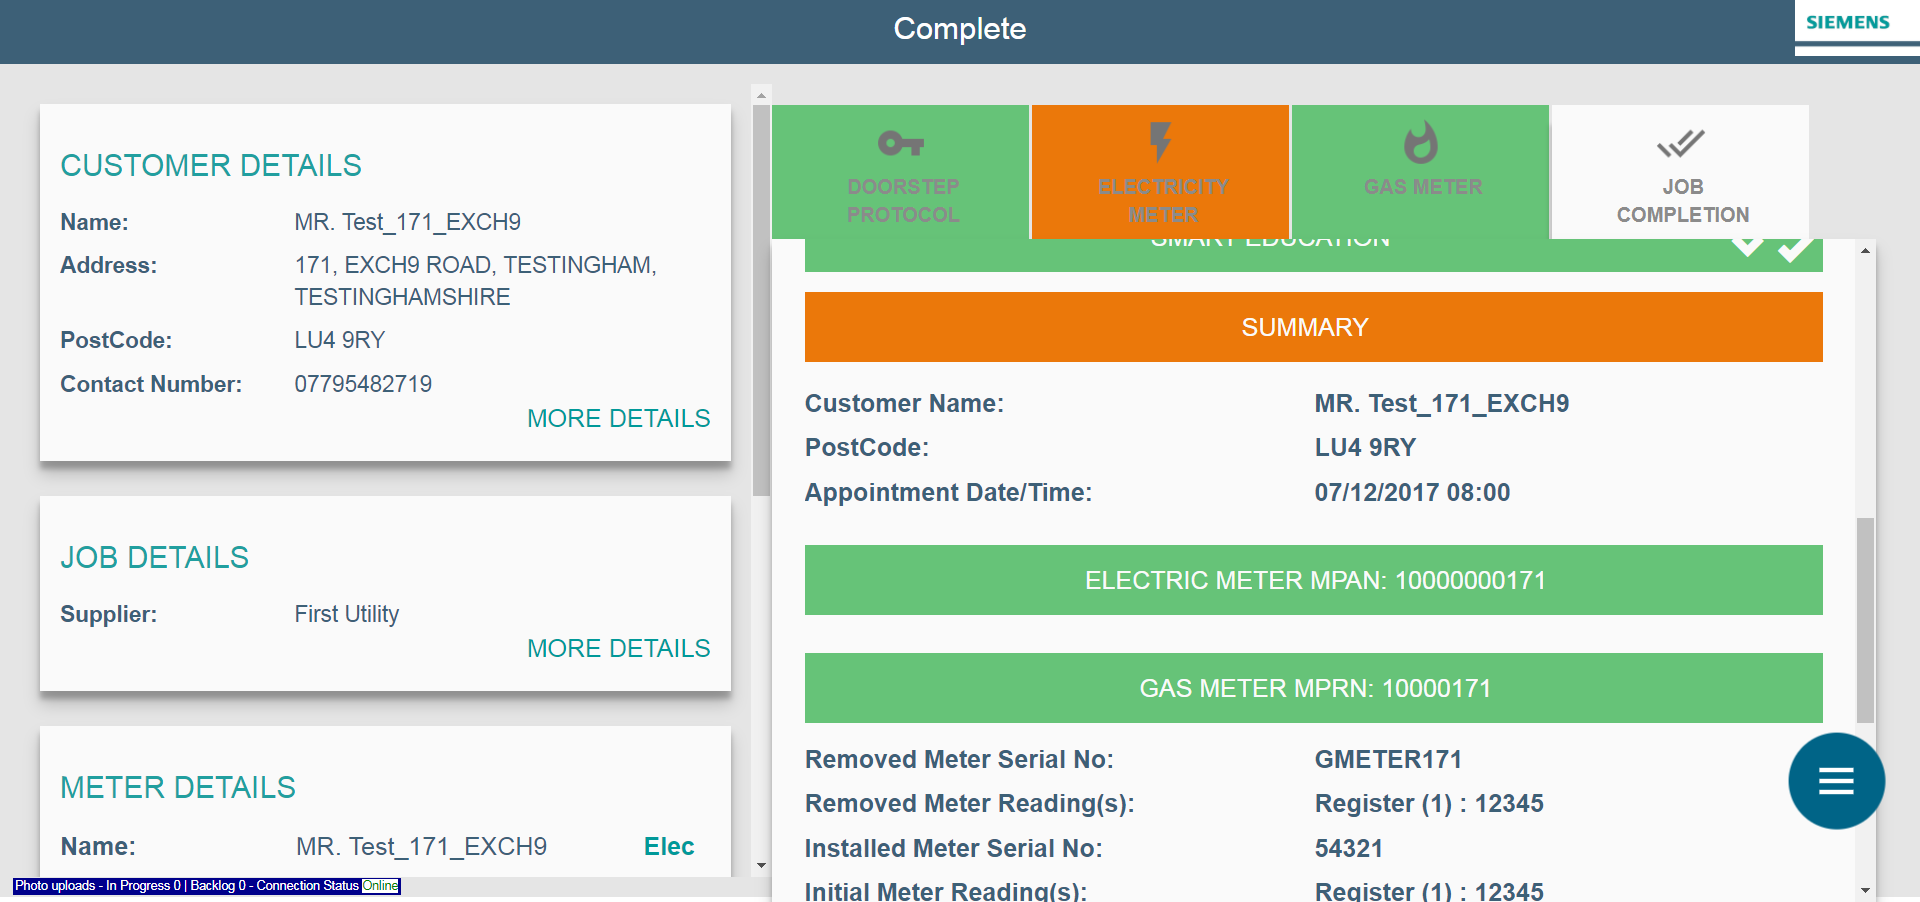 Complete
SIEMENS
CUSTOMER DETAILS
Name: MR. Test_171_EXCH9
Address: 171, EXCH9 ROAD, TESTINGHAM,
TESTINGHAMSHIRE
PostCode: LU4 9RY
Contact Number: 07795482719
MORE DETAILS
JOB DETAILS
Supplier: First Utility
MORE DETAILS
METER DETAILS
Name: MR. Test_171_EXCH9 Elec
Photo uploads - In Progress 0 | Backlog 0 - Connection Status Online
DOORSTEP
PROTOCOL
ELECTRICITY
METER
GAS METER
JOB
COMPLETION
SMART EDUCATION
SUMMARY
Customer Name: MR. Test_171_EXCH9
PostCode: LU4 9RY
Appointment Date/Time: 07/12/2017 08:00
ELECTRIC METER MPAN: 10000000171
GAS METER MPRN: 10000171
Removed Meter Serial No: GMETER171
Removed Meter Reading(s): Register (1) : 12345
Installed Meter Serial No: 54321
Initial Meter Reading(s): Register (1) : 12345